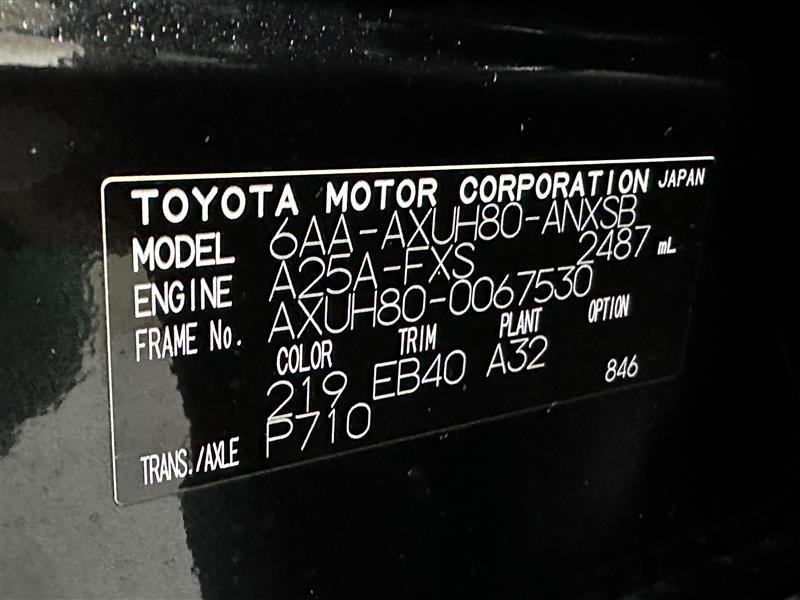 TOYOTA MOTOR CORPORATION JAPAN
MODEL 6AA-AXUH80-ANXSB
ENGINE A25A-FXS 2487 mL
FRAME No. AXUH80-0067530
COLOR TRIM PLANT OPTION
219 EB40 A32 846
TRANS./AXLE P710